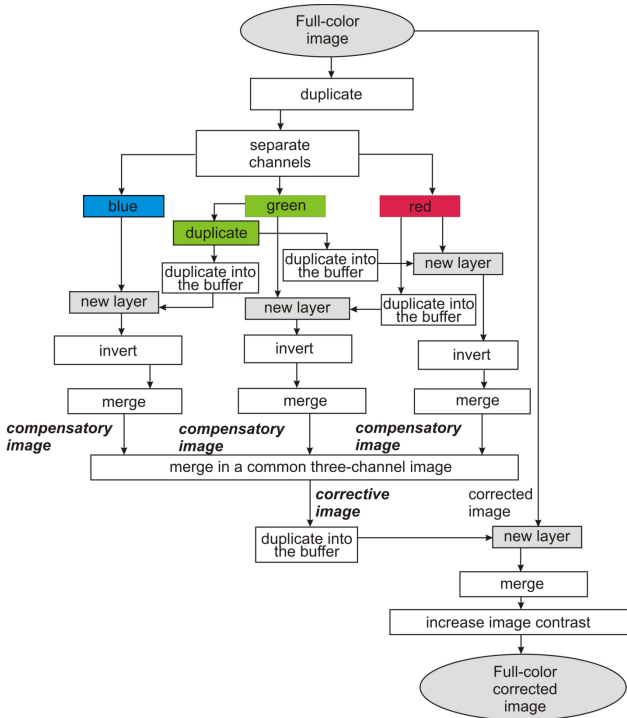 Full-color
image
duplicate
separate
channels
blue
green
red
duplicate
duplicate into
the buffer
duplicate into
the buffer
new layer
new layer
new layer
duplicate into
the buffer
invert
invert
invert
merge
merge
merge
compensatory
image
compensatory
image
compensatory
image
merge in a common three-channel image
corrective
image
corrected
image
duplicate into
the buffer
new layer
merge
increase image contrast
Full-color
corrected
image